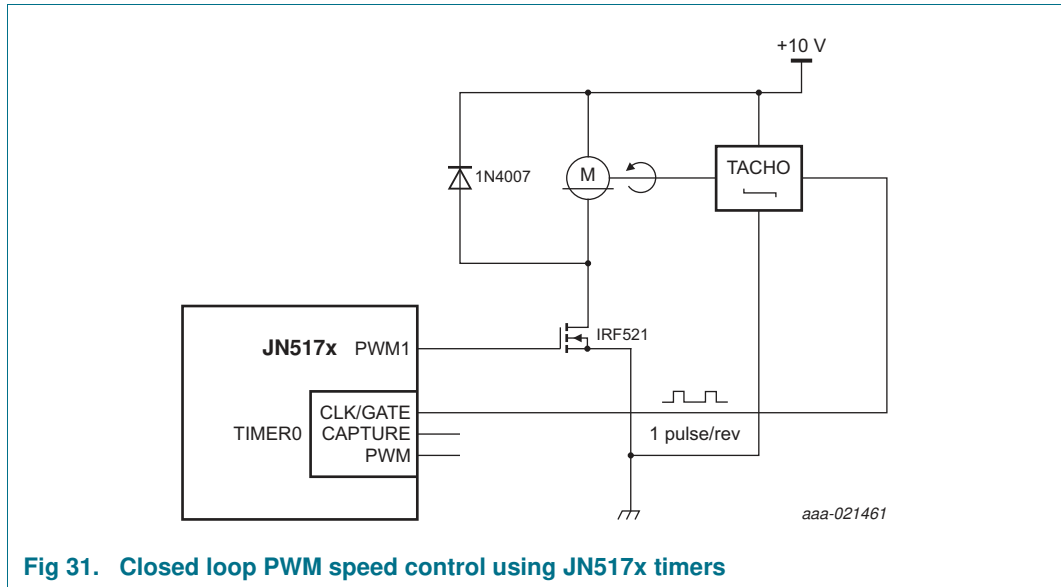 +10 V
1N4007
M
TACHO
JN517x PWM1
IRF521
CLK/GATE
TIMER0 CAPTURE
PWM
1 pulse/rev
aaa-021461
Fig 31. Closed loop PWM speed control using JN517x timers